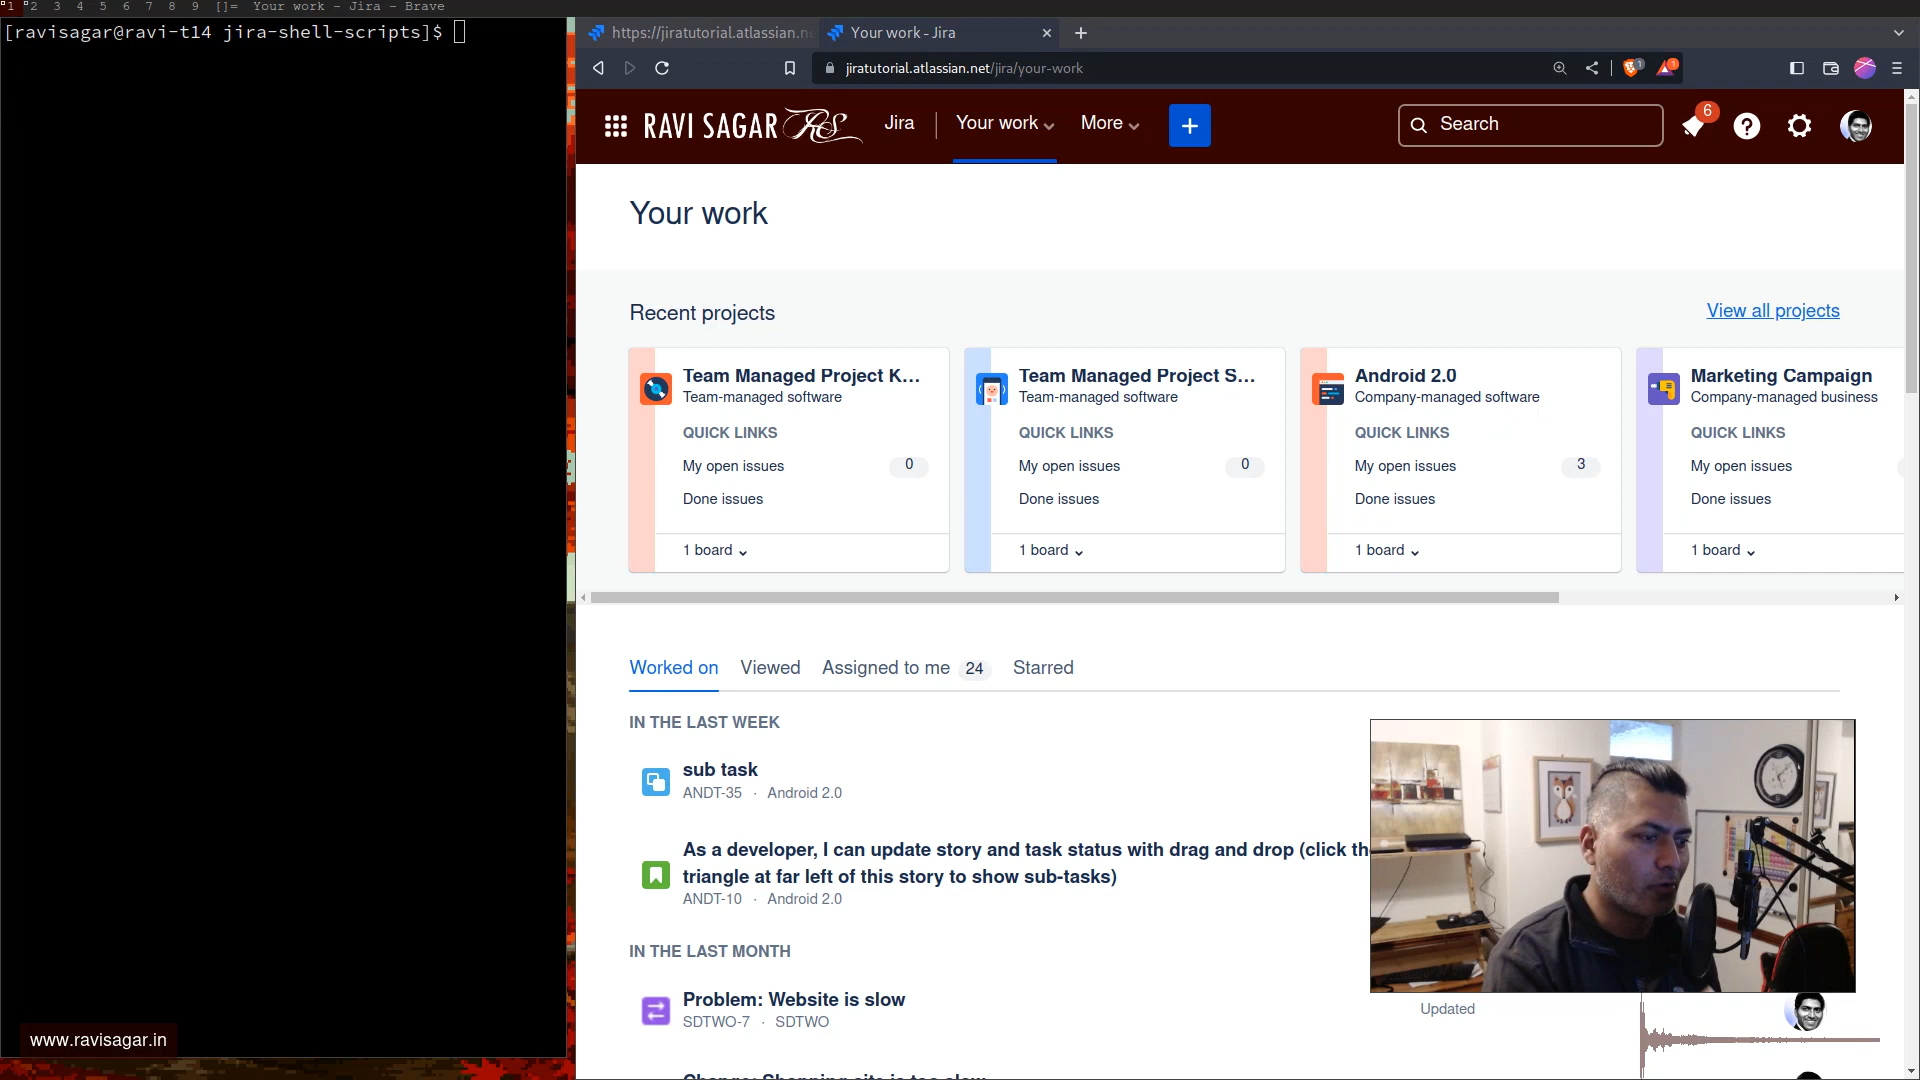 1 2 3 4 5 6 7 8 9 []= Your work - Jira - Brave
[ravisagar@ravi-t14 jira-shell-scripts]$
www.ravisagar.in
https://jiratutorial.atlassian.ne
Your work - Jira
jiratutorial.atlassian.net/jira/your-work
1
1
RAVI SAGAR RS
Jira
Your work
More
Search
6
Your work
Recent projects
View all projects
Team Managed Project K...
Team-managed software
QUICK LINKS
My open issues 0
Done issues
1 board
Team Managed Project S...
Team-managed software
QUICK LINKS
My open issues 0
Done issues
1 board
Android 2.0
Company-managed software
QUICK LINKS
My open issues 3
Done issues
1 board
Marketing Campaign
Company-managed business
QUICK LINKS
My open issues
Done issues
1 board
Worked on Viewed Assigned to me 24 Starred
IN THE LAST WEEK
sub task
ANDT-35 · Android 2.0
As a developer, I can update story and task status with drag and drop (click th
triangle at far left of this story to show sub-tasks)
ANDT-10 · Android 2.0
IN THE LAST MONTH
Problem: Website is slow
SDTWO-7 · SDTWO
Updated